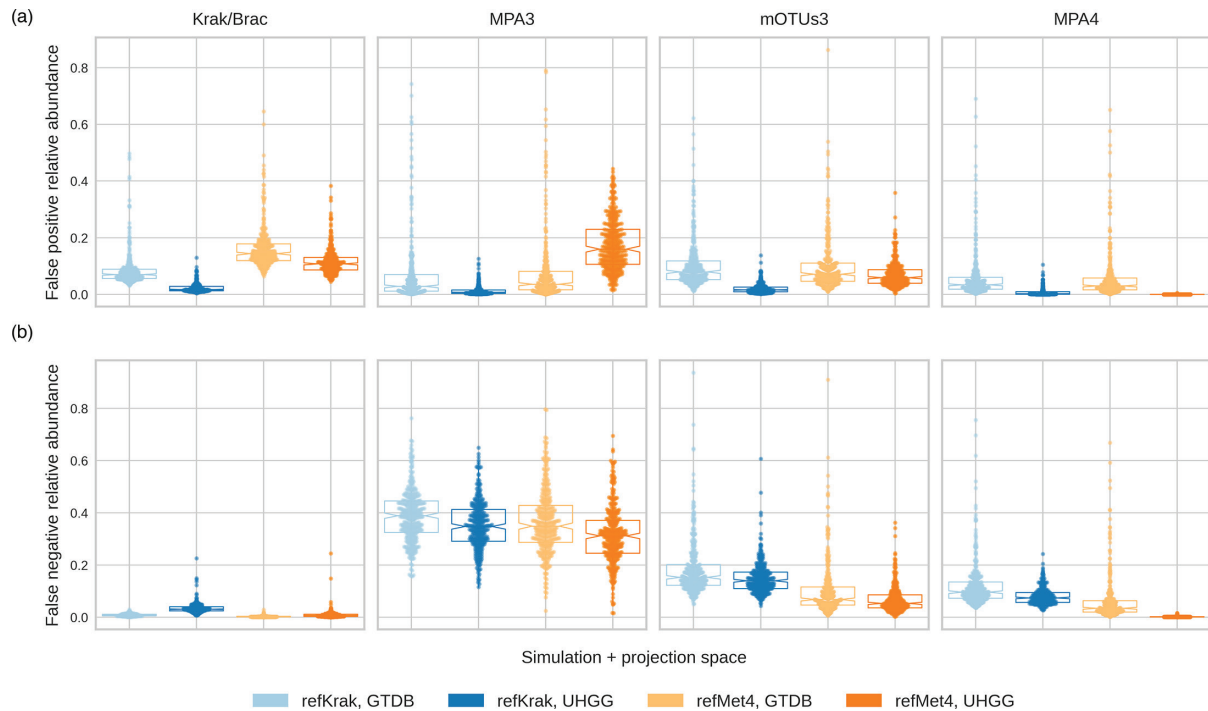 (a)
Krak/Brac MPA3 mOTUs3 MPA4
False positive relative abundance
0.8
0.6
0.4
0.2
0.0
(b)
False negative relative abundance
0.8
0.6
0.4
0.2
0.0
Simulation + projection space
refKrak, GTDB refKrak, UHGG refMet4, GTDB refMet4, UHGG